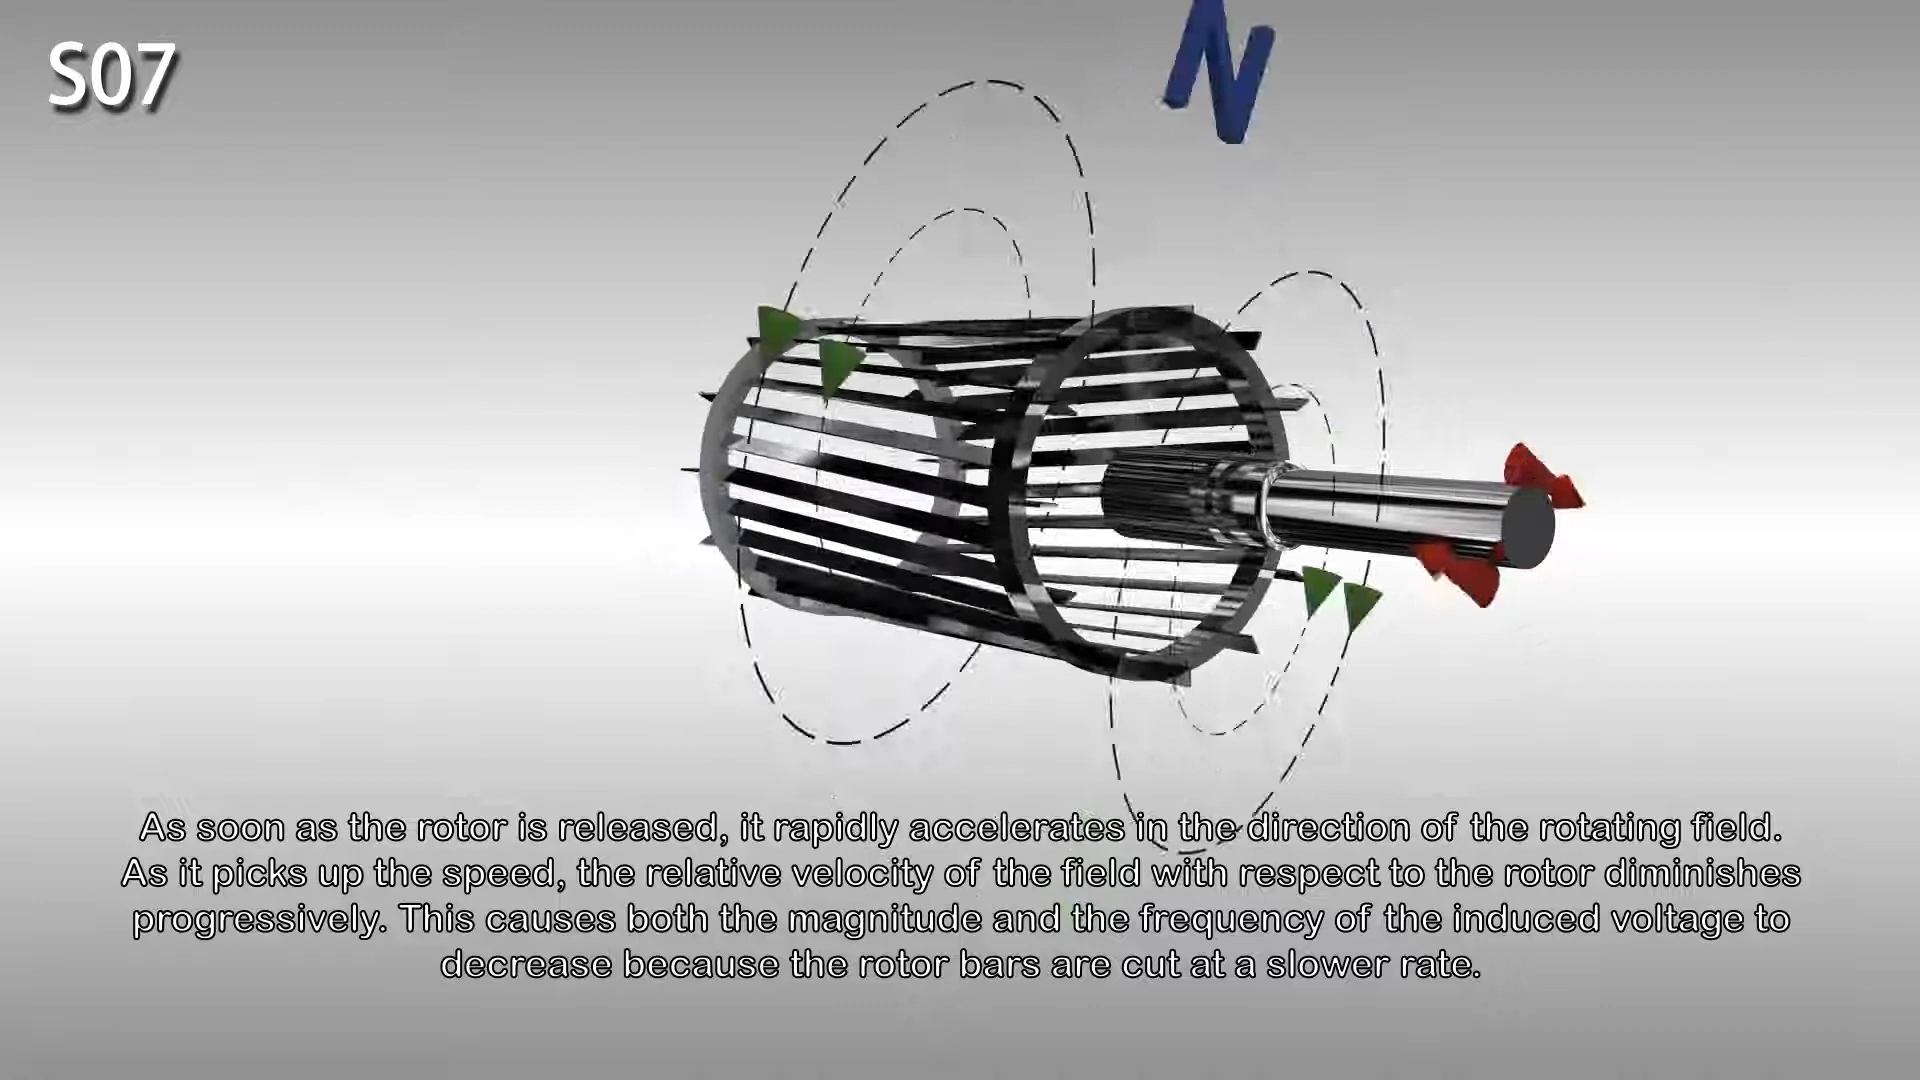 S07
N
As soon as the rotor is released, it rapidly accelerates in the direction of the rotating field.
As it picks up the speed, the relative velocity of the field with respect to the rotor diminishes
progressively. This causes both the magnitude and the frequency of the induced voltage to
decrease because the rotor bars are cut at a slower rate.